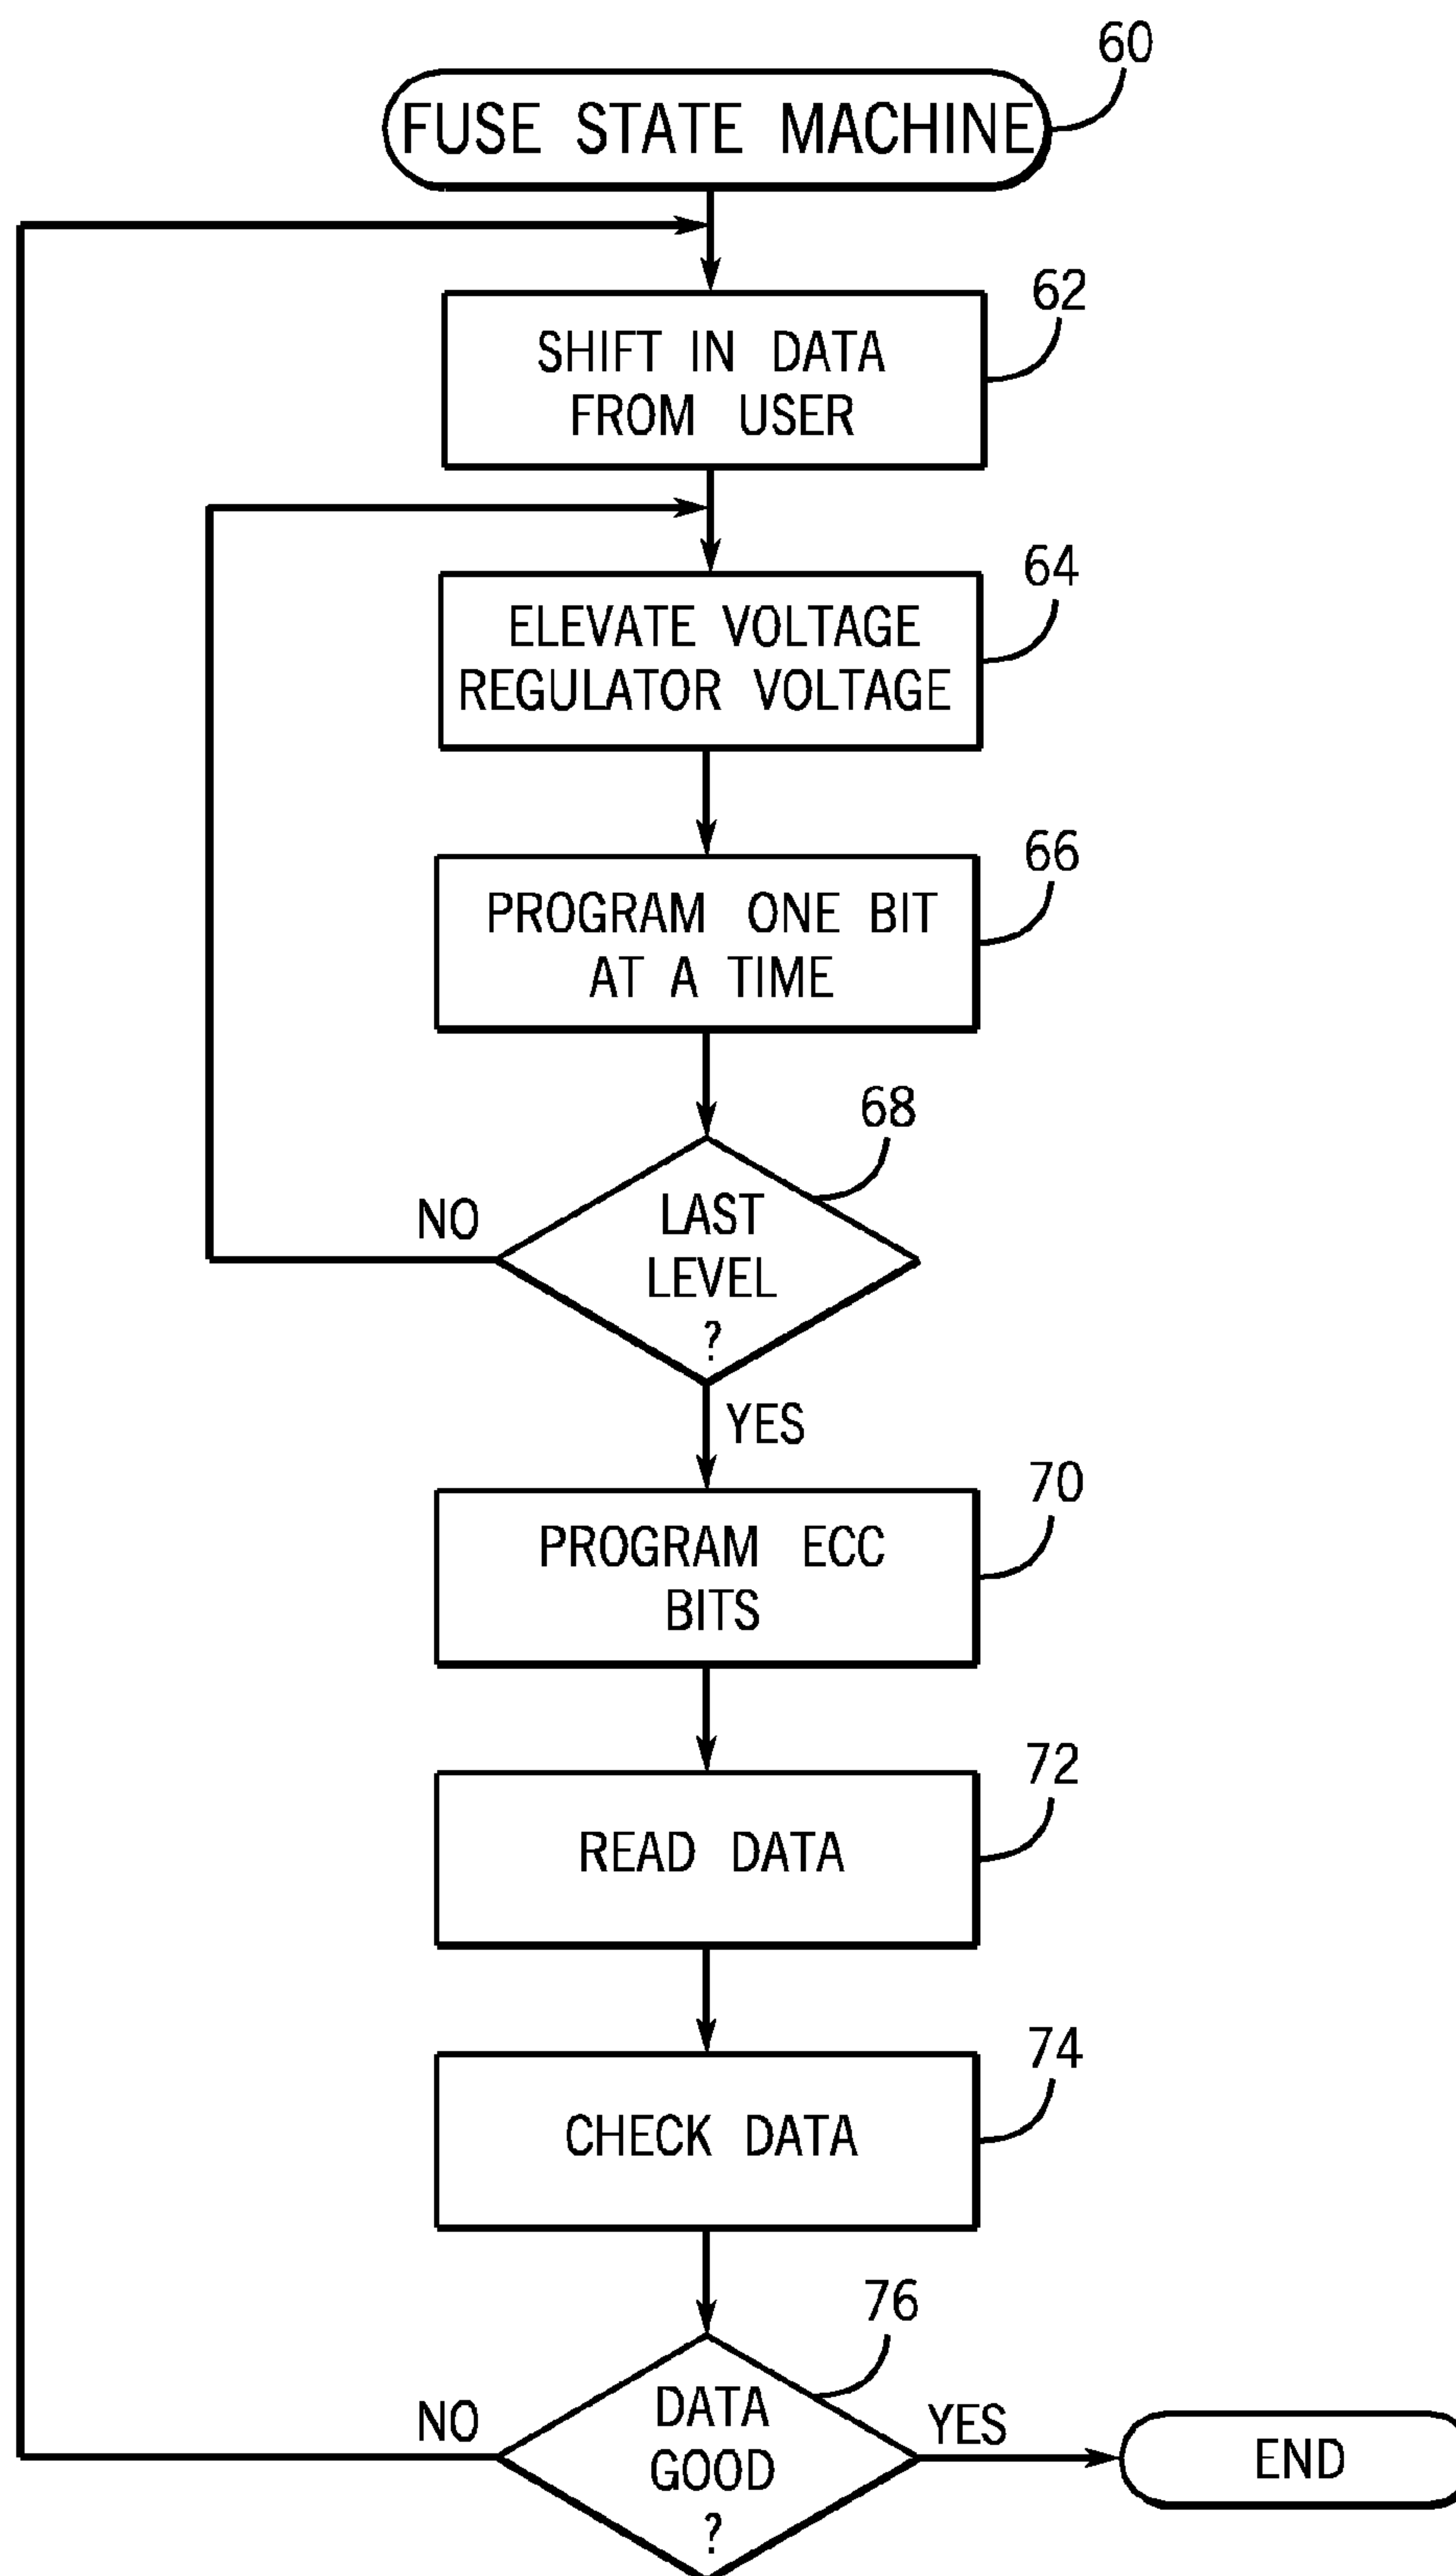 60
FUSE STATE MACHINE
62
SHIFT IN DATA
FROM USER
64
ELEVATE VOLTAGE
REGULATOR VOLTAGE
66
PROGRAM ONE BIT
AT A TIME
68
LAST
LEVEL
?
NO
YES
70
PROGRAM ECC
BITS
72
READ DATA
74
CHECK DATA
76
DATA
GOOD
?
NO
YES
END